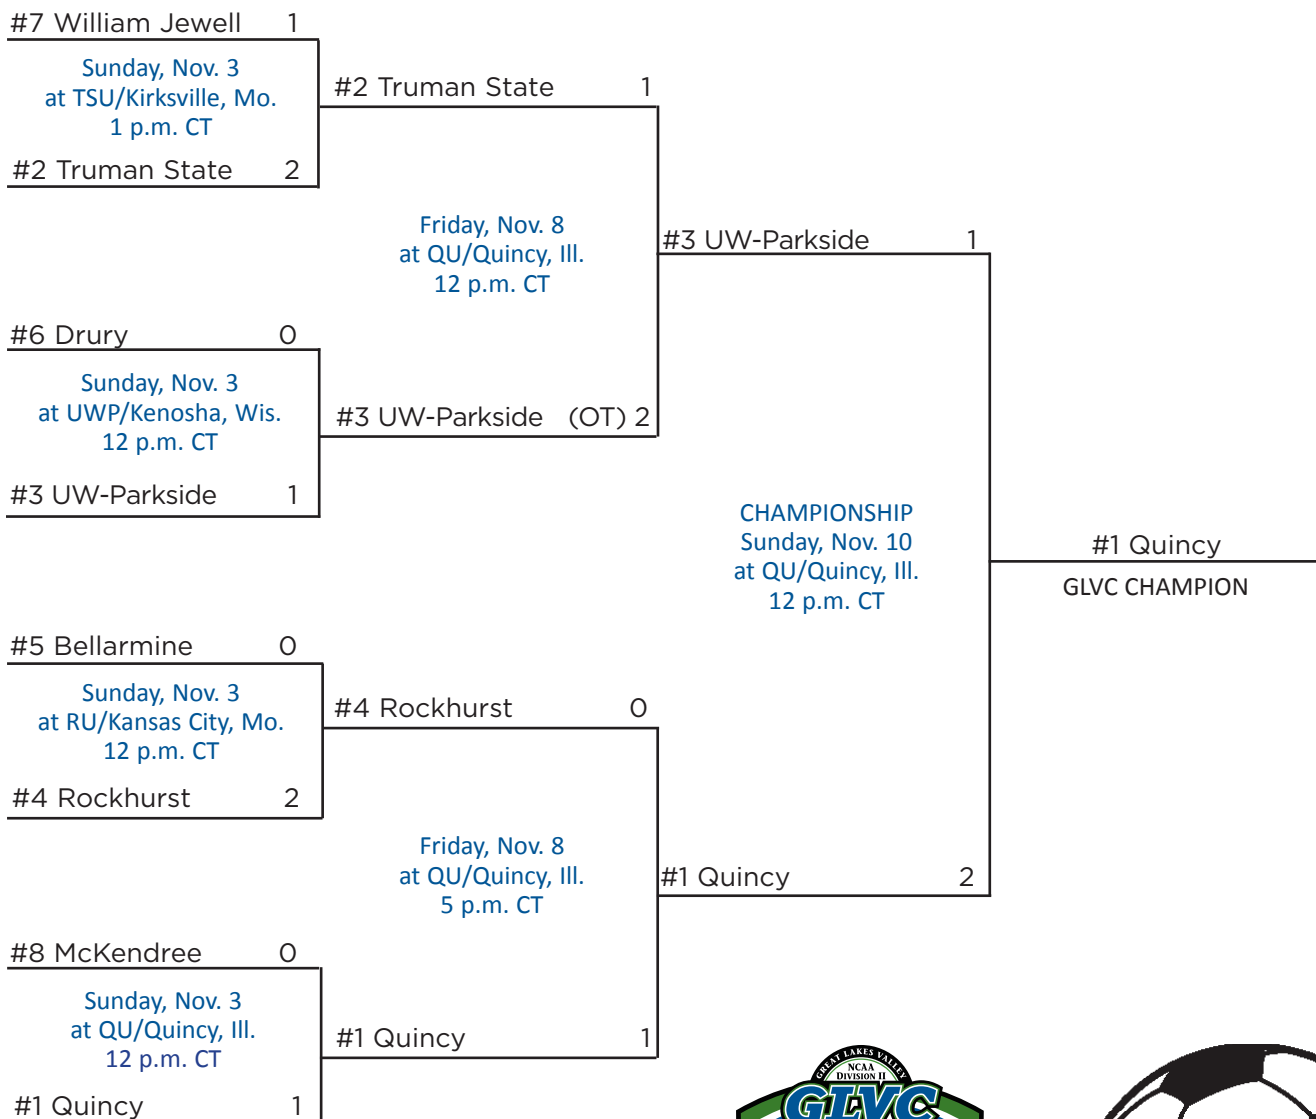 #7 William Jewell 1
Sunday, Nov. 3
at TSU/Kirksville, Mo.
1 p.m. CT
#2 Truman State 2
#2 Truman State 1
Friday, Nov. 8
at QU/Quincy, Ill.
12 p.m. CT
#3 UW-Parkside 1
#6 Drury 0
Sunday, Nov. 3
at UWP/Kenosha, Wis.
12 p.m. CT
#3 UW-Parkside 1
#3 UW-Parkside (OT) 2
CHAMPIONSHIP
Sunday, Nov. 10
at QU/Quincy, Ill.
12 p.m. CT
#1 Quincy
GLVC CHAMPION
#5 Bellarmine 0
Sunday, Nov. 3
at RU/Kansas City, Mo.
12 p.m. CT
#4 Rockhurst 2
#4 Rockhurst 0
Friday, Nov. 8
at QU/Quincy, Ill.
5 p.m. CT
#1 Quincy 2
#8 McKendree 0
Sunday, Nov. 3
at QU/Quincy, Ill.
12 p.m. CT
#1 Quincy 1
#1 Quincy 1
GREAT LAKES VALLEY
NCAA
DIVISION II
GLVC